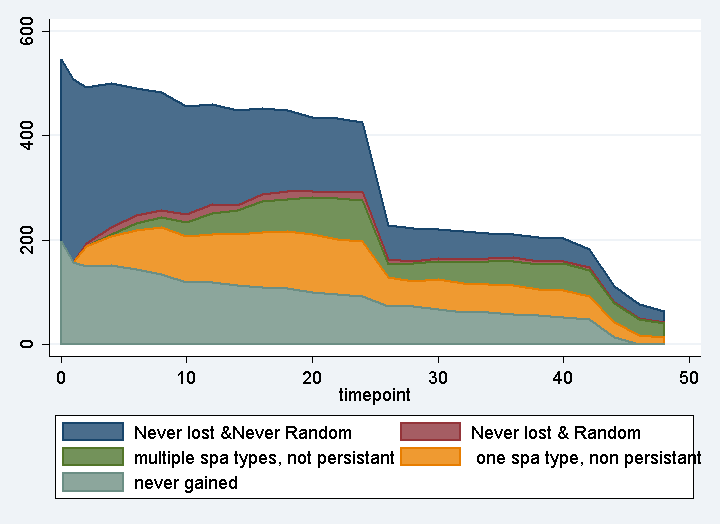 600
400
200
0
0 10 20 30 40 50
timepoint
Never lost &Never Random Never lost & Random
multiple spa types, not persistant one spa type, non persistant
never gained